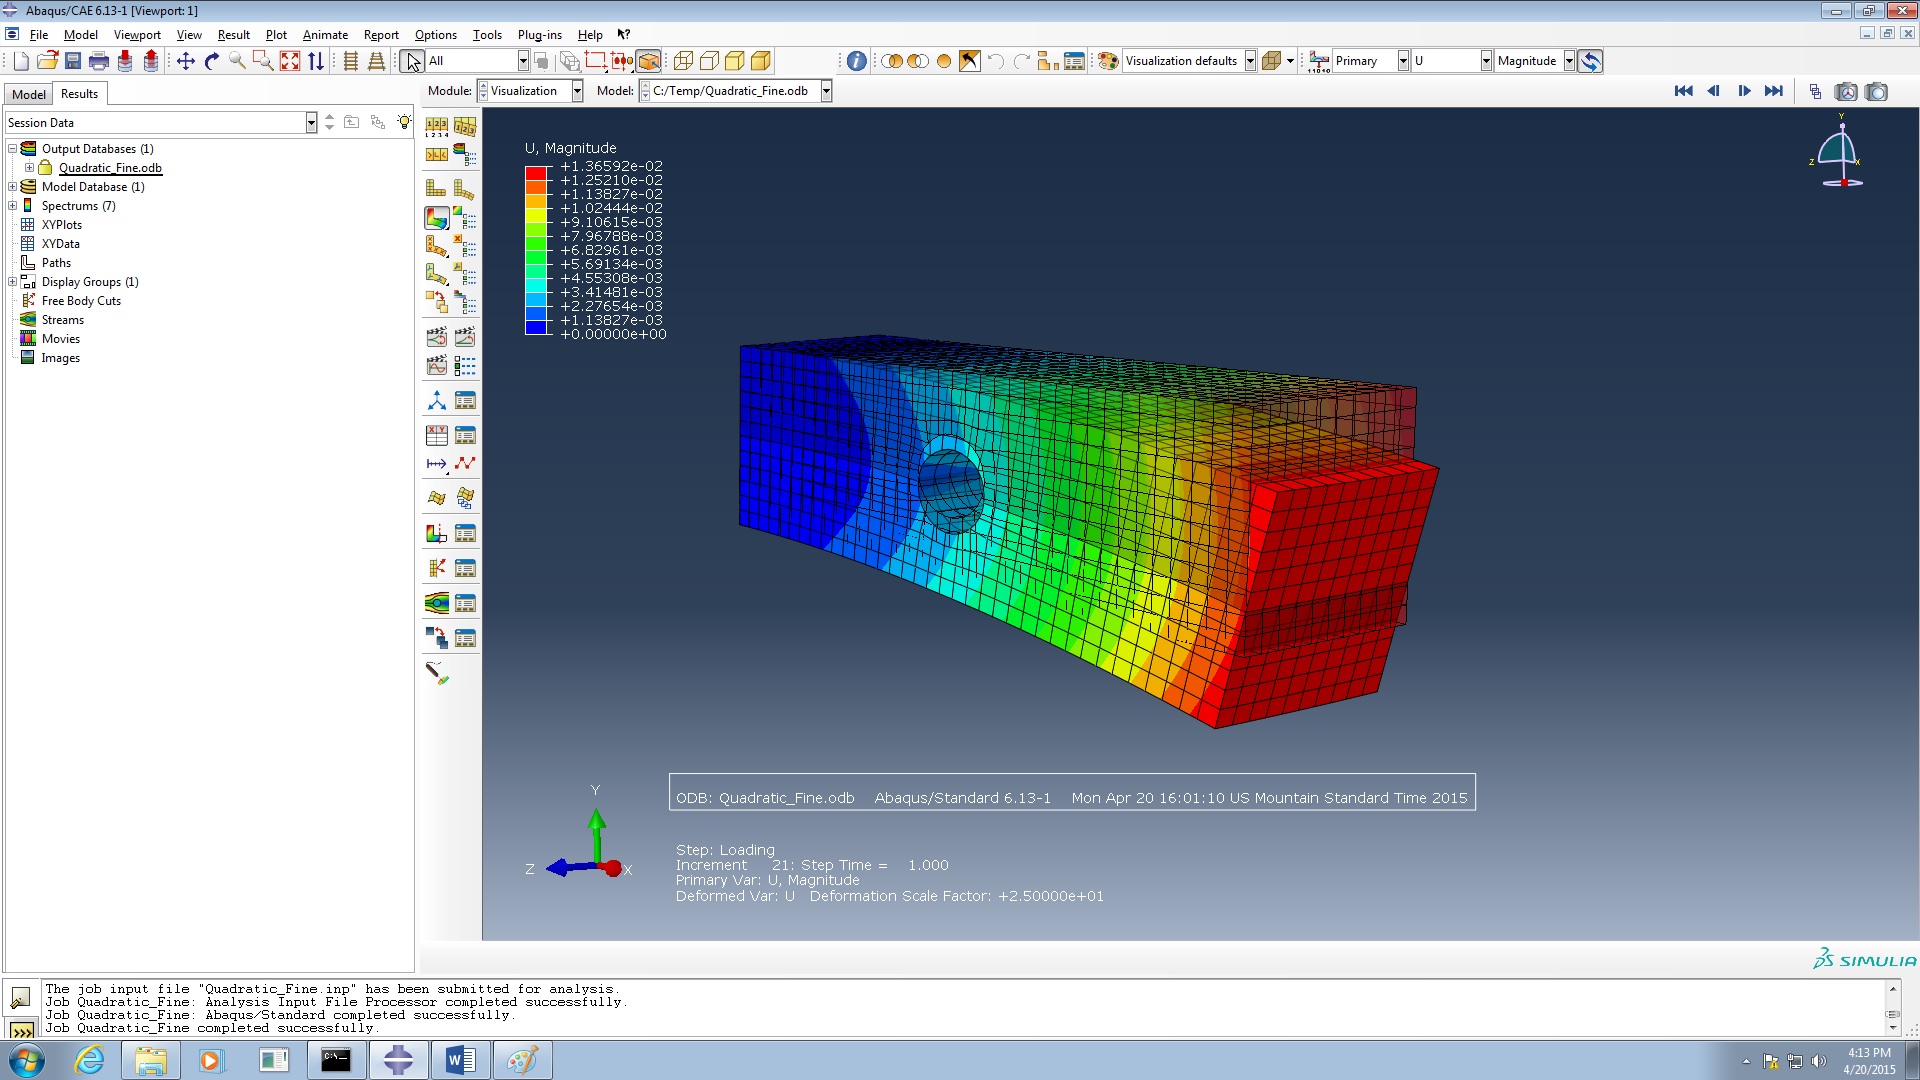 Abaqus/CAE 6.13-1 [Viewport: 1]
File Model Viewport View Result Plot Animate Report Options Tools Plug-ins Help
All
Visualization defaults
Primary
U
Magnitude
Model Results
Module: Visualization Model: C:/Temp/Quadratic_Fine.odb
Session Data
Output Databases (1)
Quadratic_Fine.odb
Model Database (1)
Spectrums (7)
XYPlots
XYData
Paths
Display Groups (1)
Free Body Cuts
Streams
Movies
Images
U, Magnitude
+1.36592e-02
+1.25210e-02
+1.13827e-02
+1.02444e-02
+9.10615e-03
+7.96788e-03
+6.82961e-03
+5.69134e-03
+4.55308e-03
+3.41481e-03
+2.27654e-03
+1.13827e-03
+0.00000e+00
Y
Z
X
Y
Z
X
ODB: Quadratic_Fine.odb Abaqus/Standard 6.13-1 Mon Apr 20 16:01:10 US Mountain Standard Time 2015
Step: Loading
Increment 21: Step Time = 1.000
Primary Var: U, Magnitude
Deformed Var: U Deformation Scale Factor: +2.50000e+01
SIMULIA
The job input file "Quadratic_Fine.inp" has been submitted for analysis.
Job Quadratic_Fine: Analysis Input File Processor completed successfully.
Job Quadratic_Fine: Abaqus/Standard completed successfully.
Job Quadratic_Fine completed successfully.
4:13 PM
4/20/2015